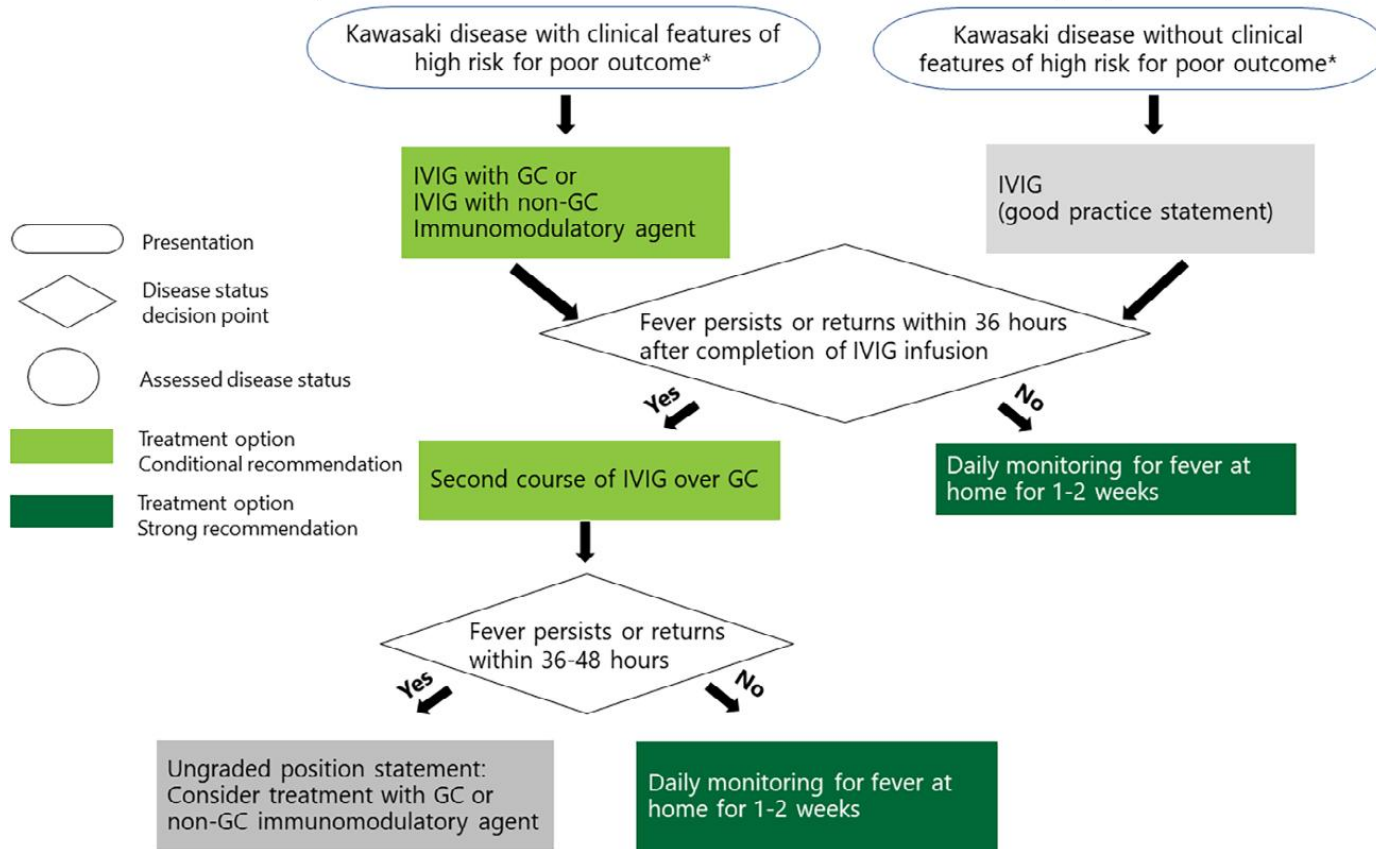 Kawasaki disease with clinical features of
high risk for poor outcome*
Kawasaki disease without clinical
features of high risk for poor outcome*
IVIG with GC or
IVIG with non-GC
Immunomodulatory agent
IVIG
(good practice statement)
Presentation
Disease status
decision point
Assessed disease status
Treatment option
Conditional recommendation
Treatment option
Strong recommendation
Fever persists or returns within 36 hours
after completion of IVIG infusion
Yes
No
Second course of IVIG over GC
Daily monitoring for fever at
home for 1-2 weeks
Fever persists or returns
within 36-48 hours
Yes
No
Ungraded position statement:
Consider treatment with GC or
non-GC immunomodulatory agent
Daily monitoring for fever at
home for 1-2 weeks